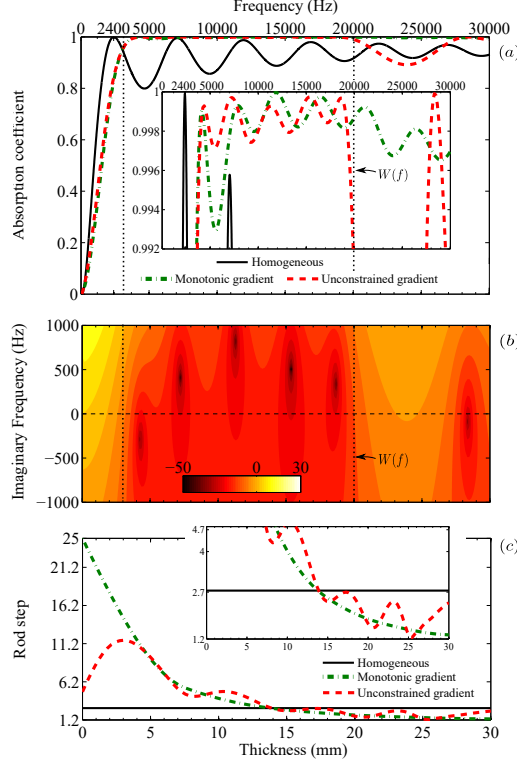 Frequency (Hz)
0 2400 5000 10000 15000 20000 25000 30000
(a)
Absorption coefficient
1
0.8
0.6
0.4
0.2
0
0 2400 5000 10000 15000 20000 25000 30000
1
0.998
0.996
0.994
0.992
W(f)
Homogeneous
Monotonic gradient
Unconstrained gradient
(b)
Imaginary Frequency (Hz)
1000
500
0
−500
−1000
−50 0 30
W(f)
(c)
Rod step
25
21.2
16.2
11.2
6.2
1.2
4.7
4
2.7
1.2
0 5 10 15 20 25 30
Homogeneous
Monotonic gradient
Unconstrained gradient
0 5 10 15 20 25 30
Thickness (mm)